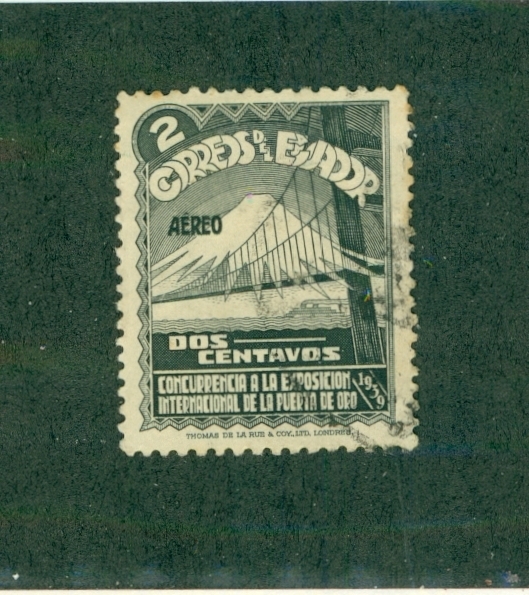 2
CORREOS DEL ECUADOR
AÉREO
DOS
CENTAVOS
CONCURRENCIA A LA EXPOSICION
INTERNACIONAL DE LA PUERTA DE ORO
1939
THOMAS DE LA RUE & COY., LTD. LONDRES.